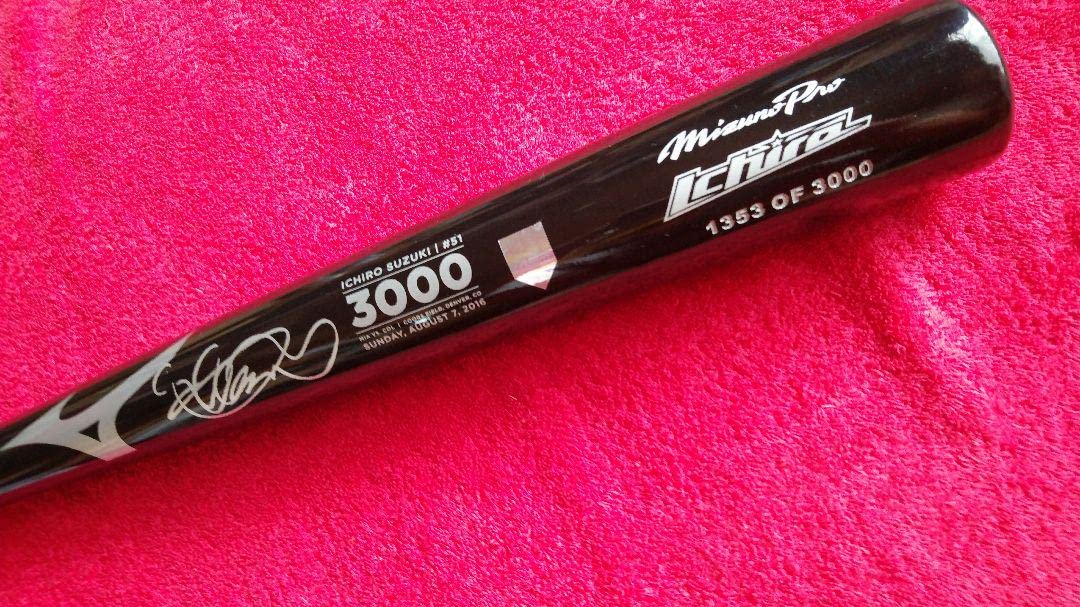 Mizuno Pro
Ichiro
1353 OF 3000
ICHIRO SUZUKI | #51
3000
MIA VS. COL | COORS FIELD, DENVER, CO
SUNDAY, AUGUST 7, 2016